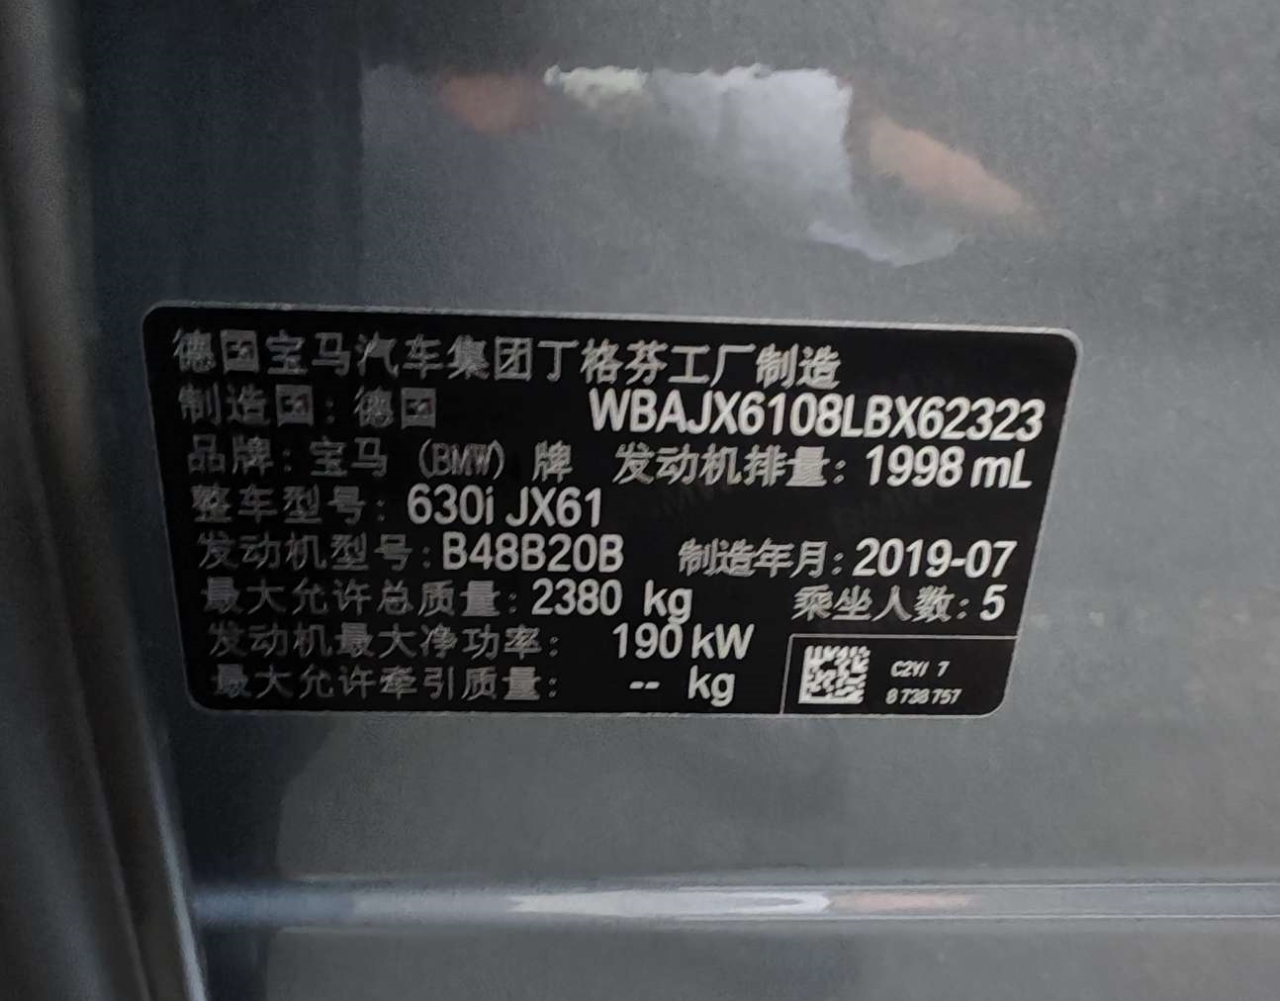 德国宝马汽车集团丁格芬工厂制造
制造国：德国 WBAJX6108LBX62323
品牌：宝马 (BMW) 牌 发动机排量：1998 mL
整车型号：630i JX61
发动机型号：B48B20B 制造年月：2019-07
最大允许总质量：2380 kg 乘坐人数：5
发动机最大净功率： 190 kW
最大允许牵引质量： -- kg
C2Y/ 7
8738757